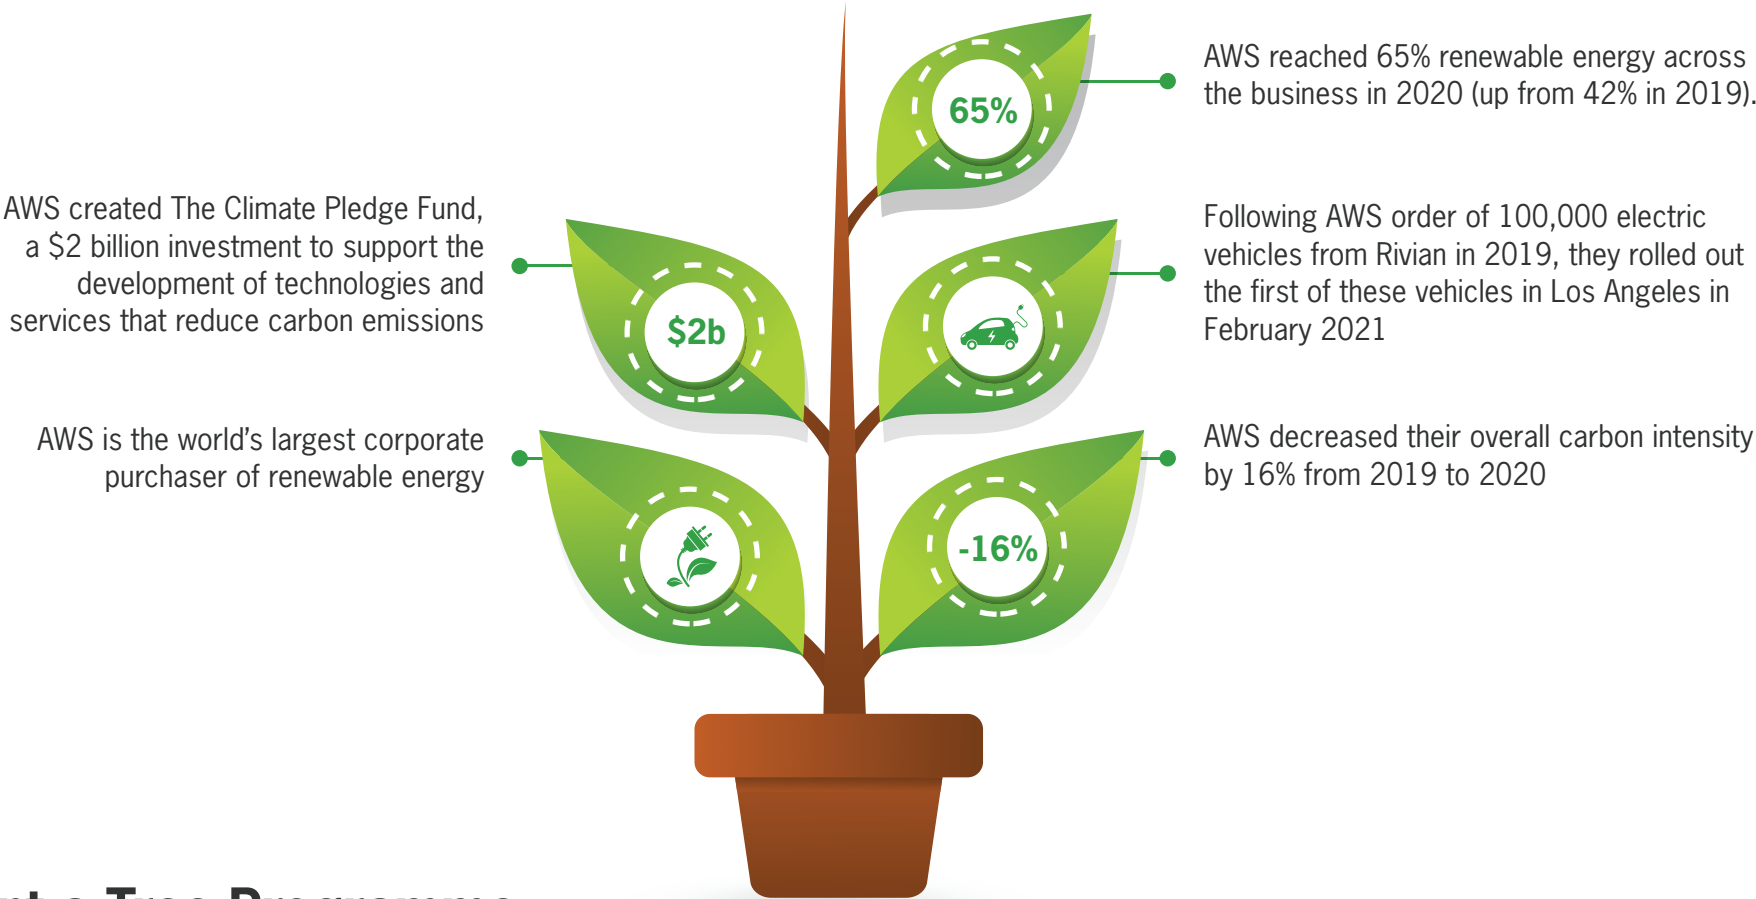 65%
AWS reached 65% renewable energy across
the business in 2020 (up from 42% in 2019).
AWS created The Climate Pledge Fund,
a $2 billion investment to support the
development of technologies and
services that reduce carbon emissions
$2b
Following AWS order of 100,000 electric
vehicles from Rivian in 2019, they rolled out
the first of these vehicles in Los Angeles in
February 2021
AWS is the world’s largest corporate
purchaser of renewable energy
-16%
AWS decreased their overall carbon intensity
by 16% from 2019 to 2020
a Tree Programme